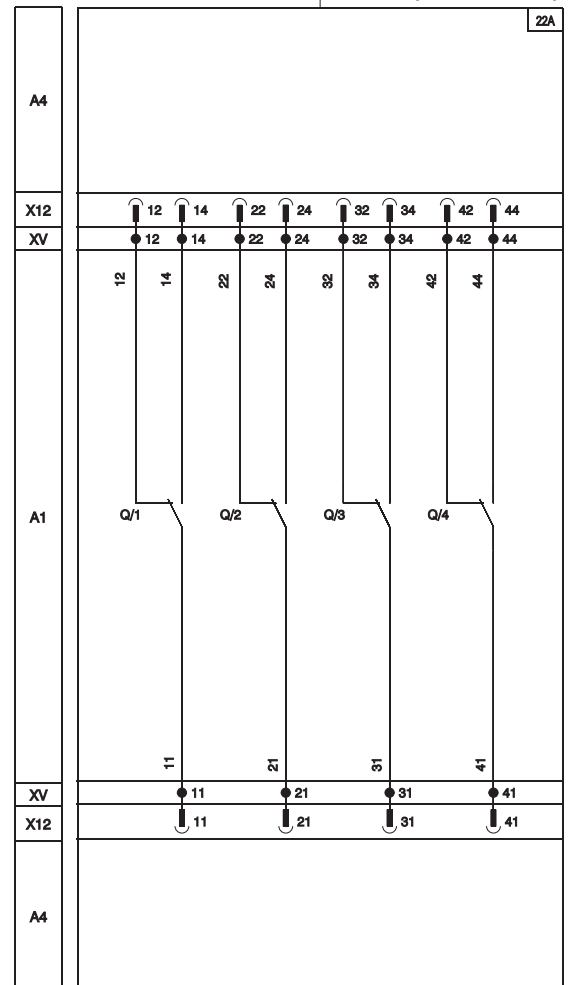 22A
A4
X12 12 14 22 24 32 34 42 44
XV 12 14 22 24 32 34 42 44
12 14 22 24 32 34 42 44
A1 Q/1 Q/2 Q/3 Q/4
11 21 31 41
XV 11 21 31 41
X12 11 21 31 41
A4